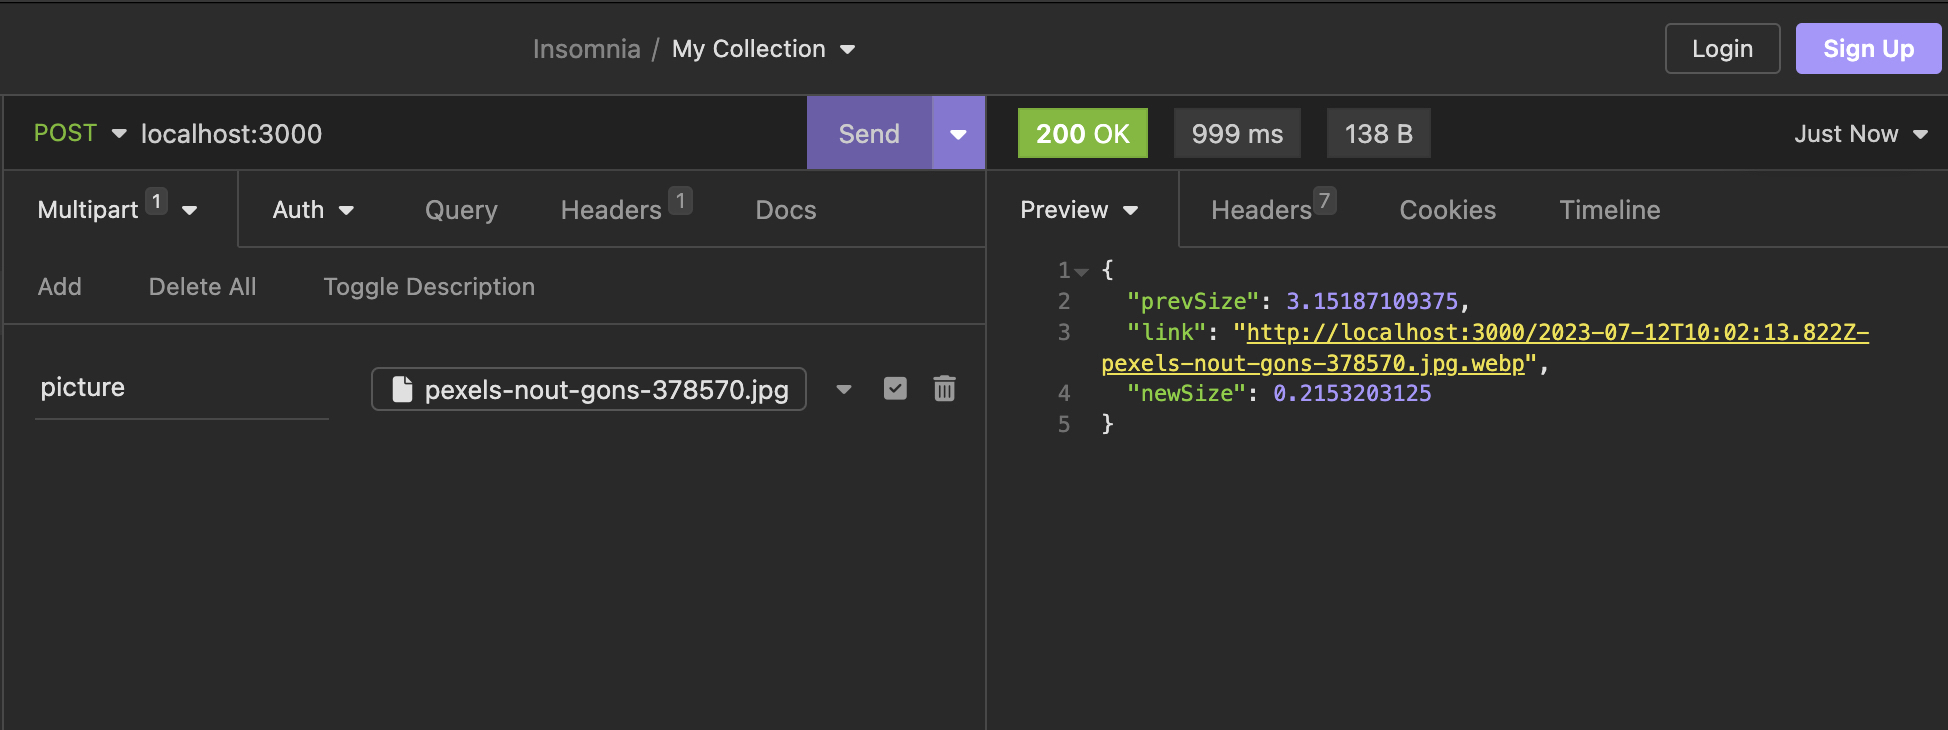 Insomnia / My Collection
Login
Sign Up
POST localhost:3000
Send
200 OK
999 ms
138 B
Just Now
Multipart 1
Auth
Query
Headers 1
Docs
Preview
Headers 7
Cookies
Timeline
Add
Delete All
Toggle Description
picture
pexels-nout-gons-378570.jpg
1 {
2 "prevSize": 3.15187109375,
3 "link": "http://localhost:3000/2023-07-12T10:02:13.822Z-
pexels-nout-gons-378570.jpg.webp",
4 "newSize": 0.2153203125
5 }